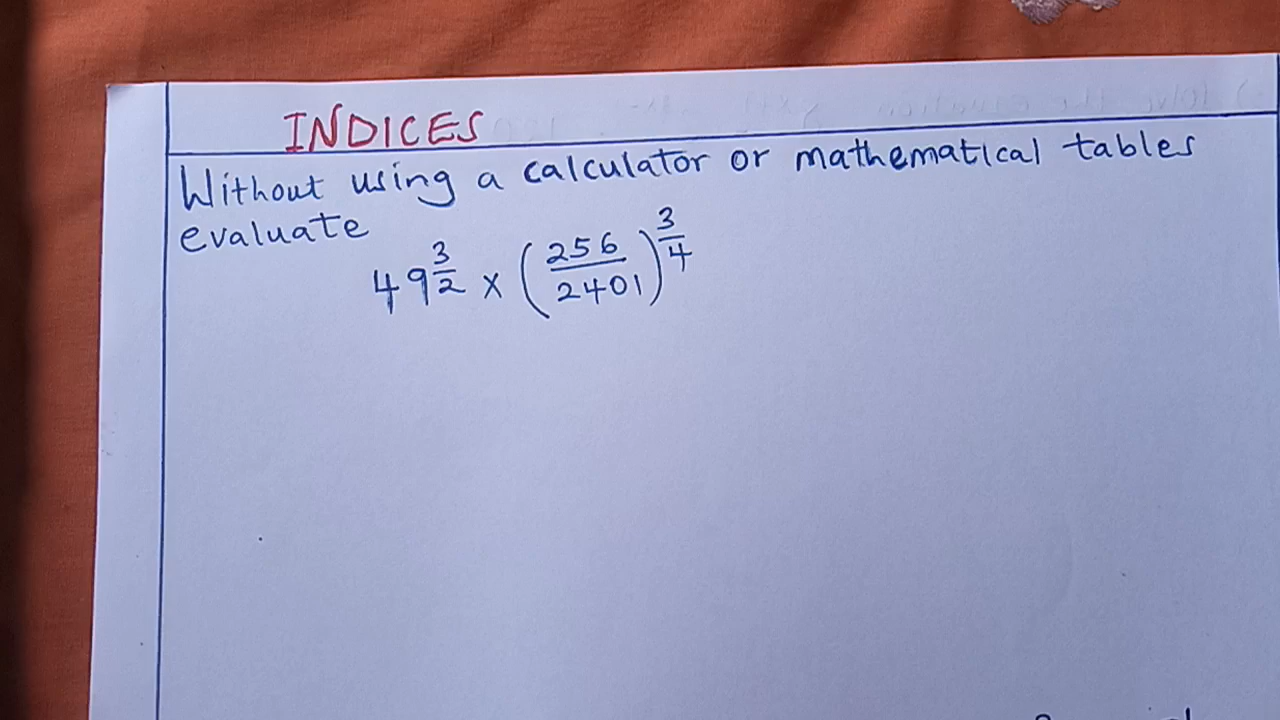 INDICES
Without using a calculator or mathematical tables
evaluate
49^{3/2} x (256/2401)^{3/4}